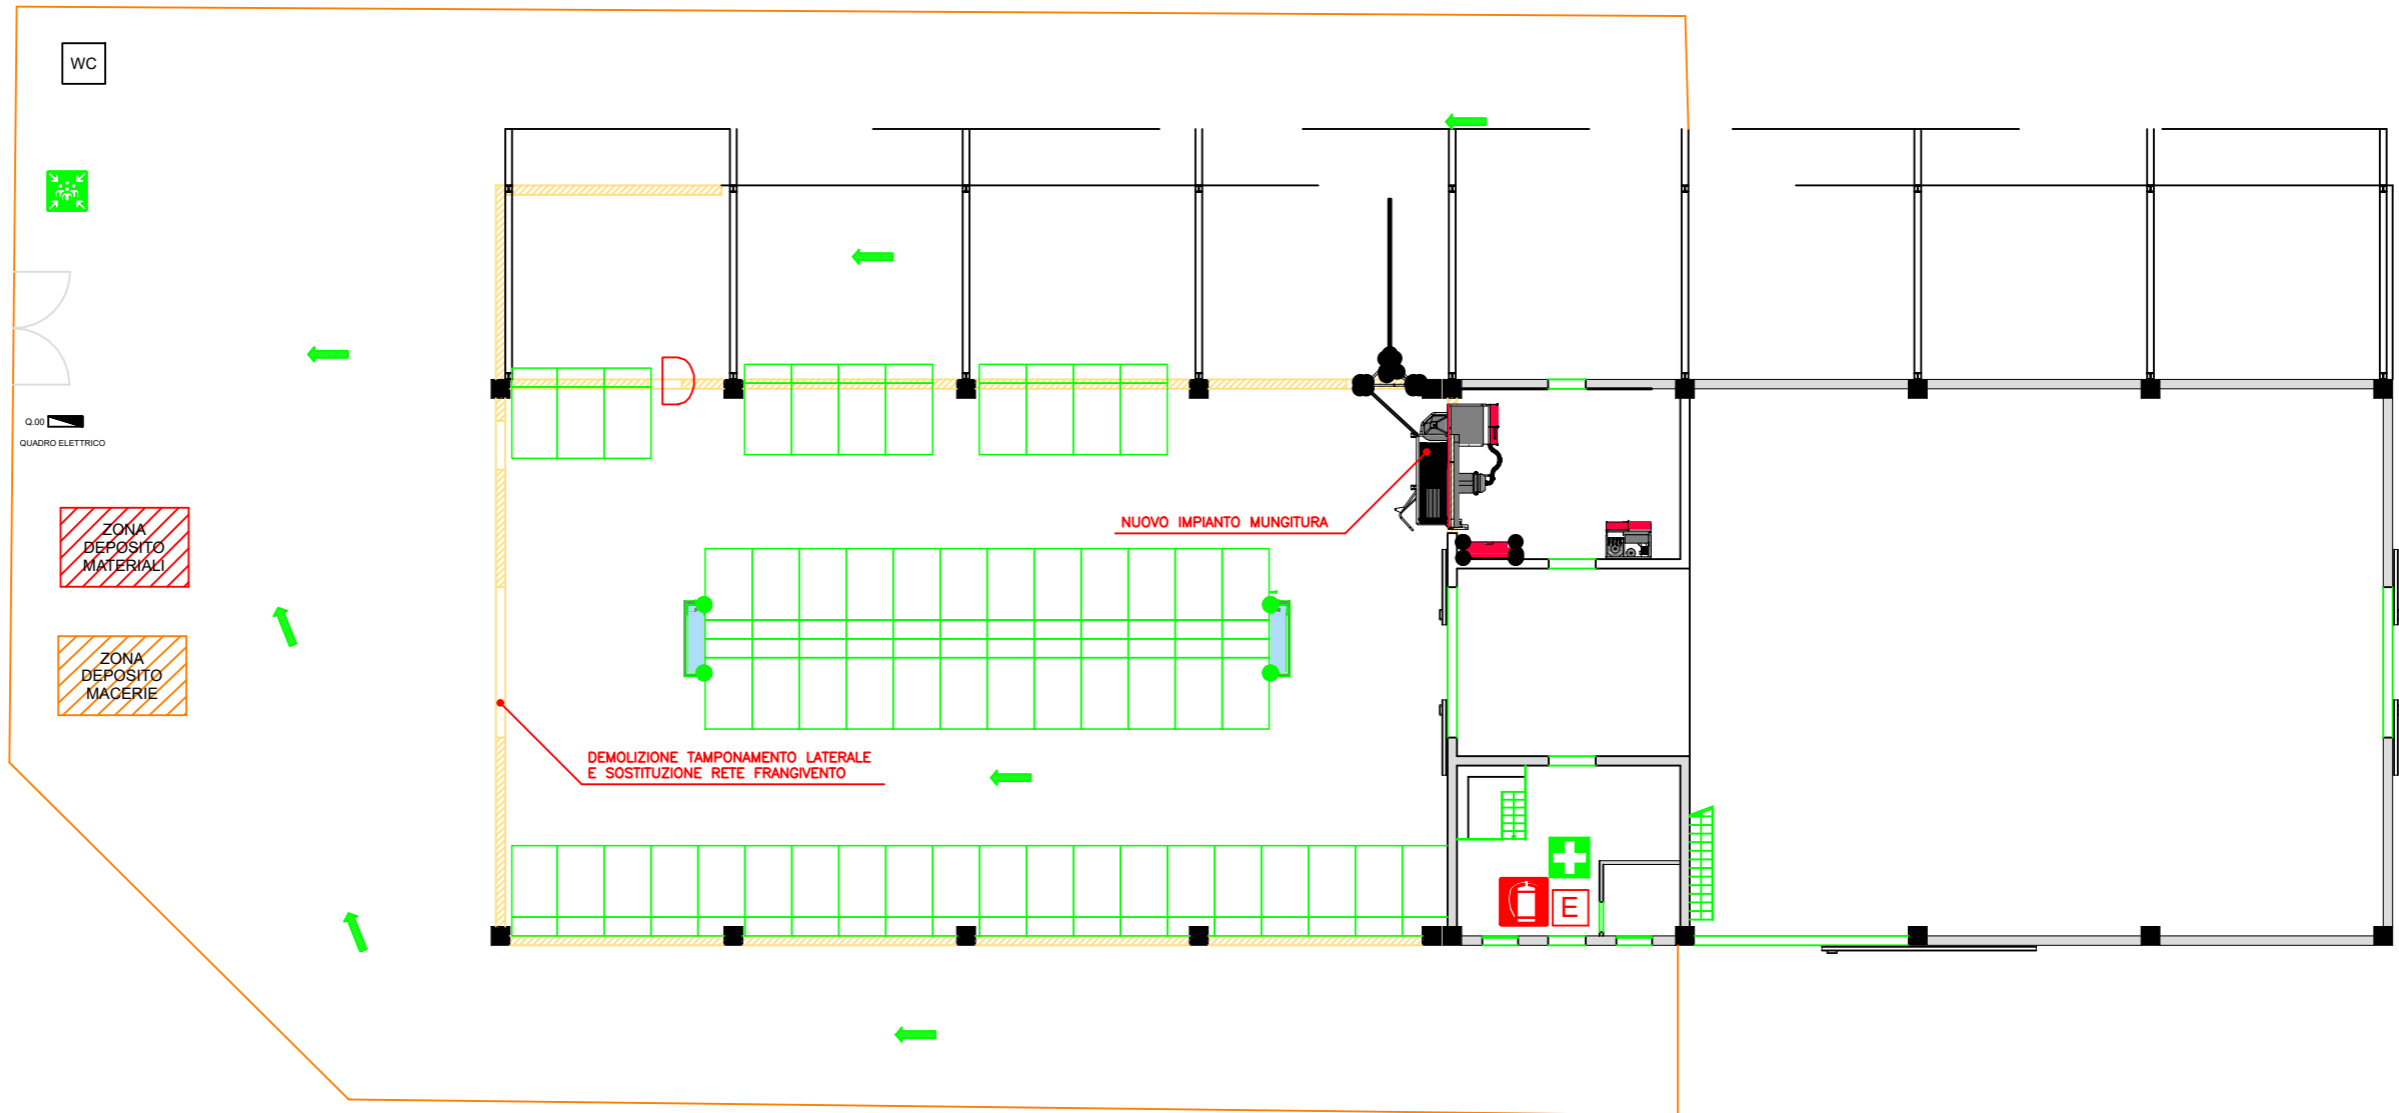 WC
Q.00
QUADRO ELETTRICO
ZONA
DEPOSITO
MATERIALI
ZONA
DEPOSITO
MACERIE
NUOVO IMPIANTO MUNGITURA
DEMOLIZIONE TAMPONAMENTO LATERALE
E SOSTITUZIONE RETE FRANGIVENTO
E